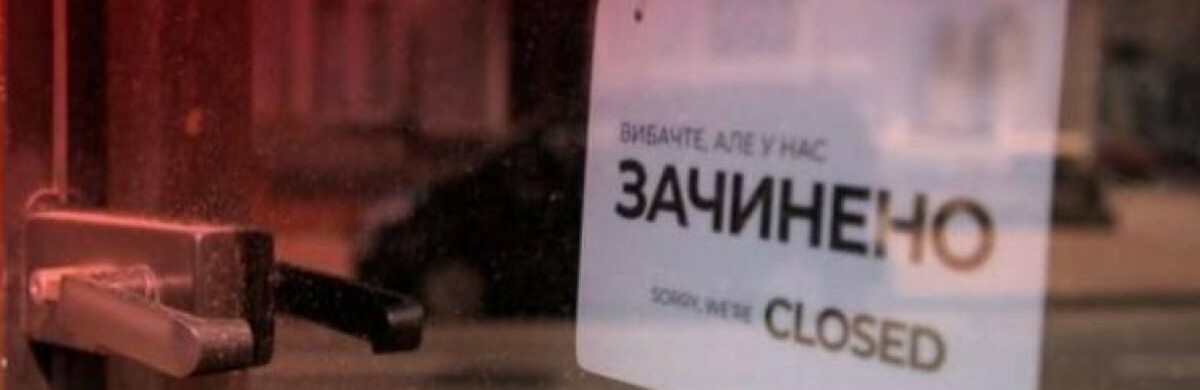 ВИБАЧТЕ, АЛЕ У НАС
ЗАЧИНЕНО
SORRY, WE'RE CLOSED